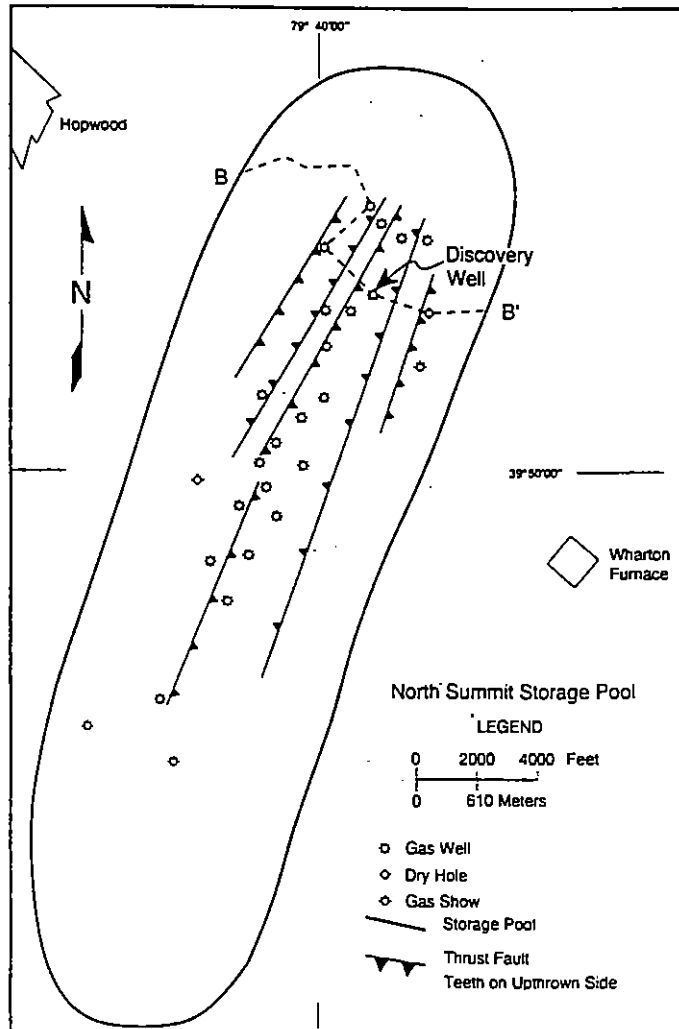 79° 40'00"
Hopwood
B
N
Discovery
Well
B'
39°50'00"
Wharton
Furnace
North Summit Storage Pool
LEGEND
0 2000 4000 Feet
0 610 Meters
Gas Well
Dry Hole
Gas Show
Storage Pool
Thrust Fault
Teeth on Upthrown Side